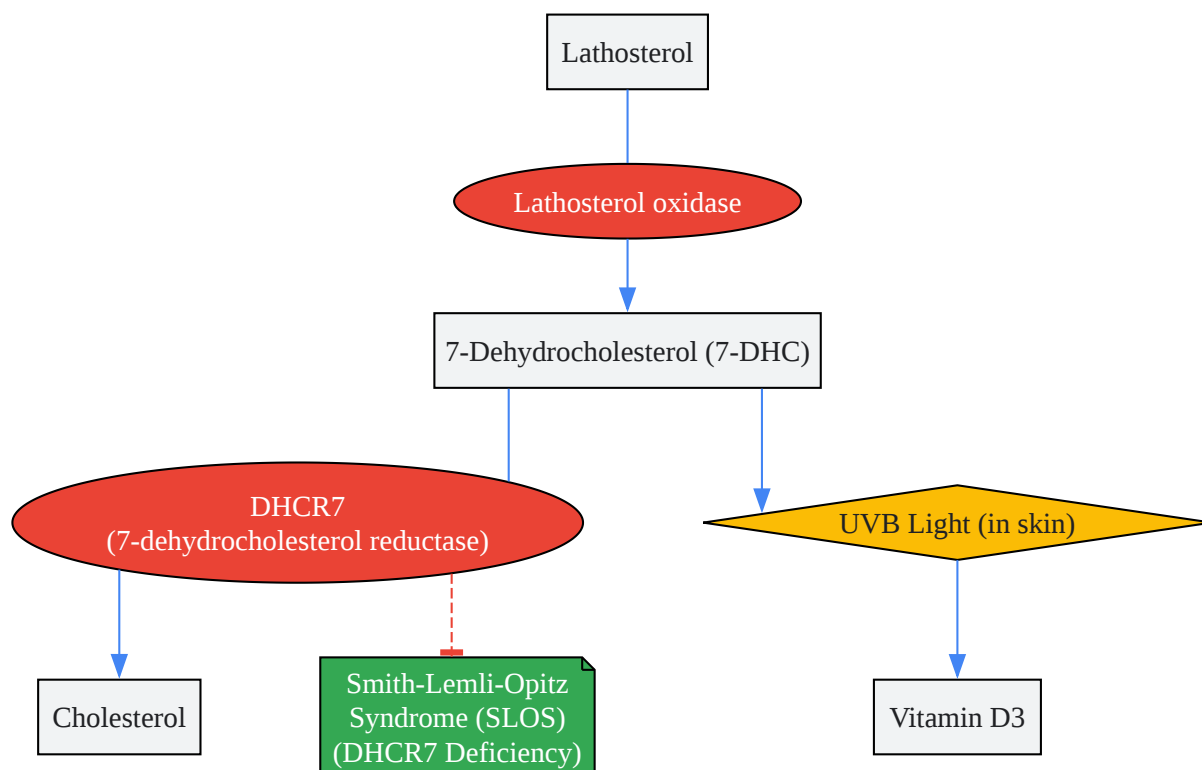 Lathosterol
Lathosterol oxidase
7-Dehydrocholesterol (7-DHC)
DHCR7
(7-dehydrocholesterol reductase)
UVB Light (in skin)
Cholesterol
Smith-Lemli-Opitz
Syndrome (SLOS)
(DHCR7 Deficiency)
Vitamin D3